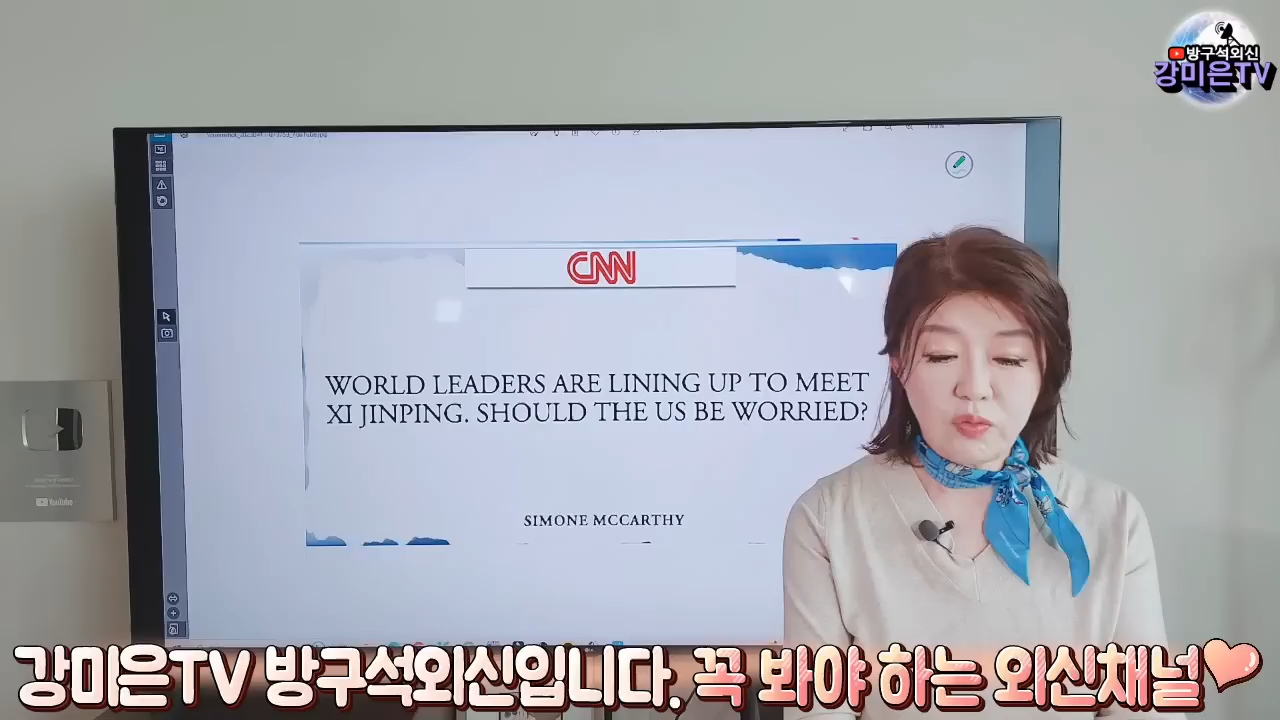 방구석외신
강미은TV
CNN
WORLD LEADERS ARE LINING UP TO MEET
XI JINPING. SHOULD THE US BE WORRIED?
SIMONE MCCARTHY
YouTube
강미은TV 방구석외신입니다. 꼭 봐야 하는 외신채널